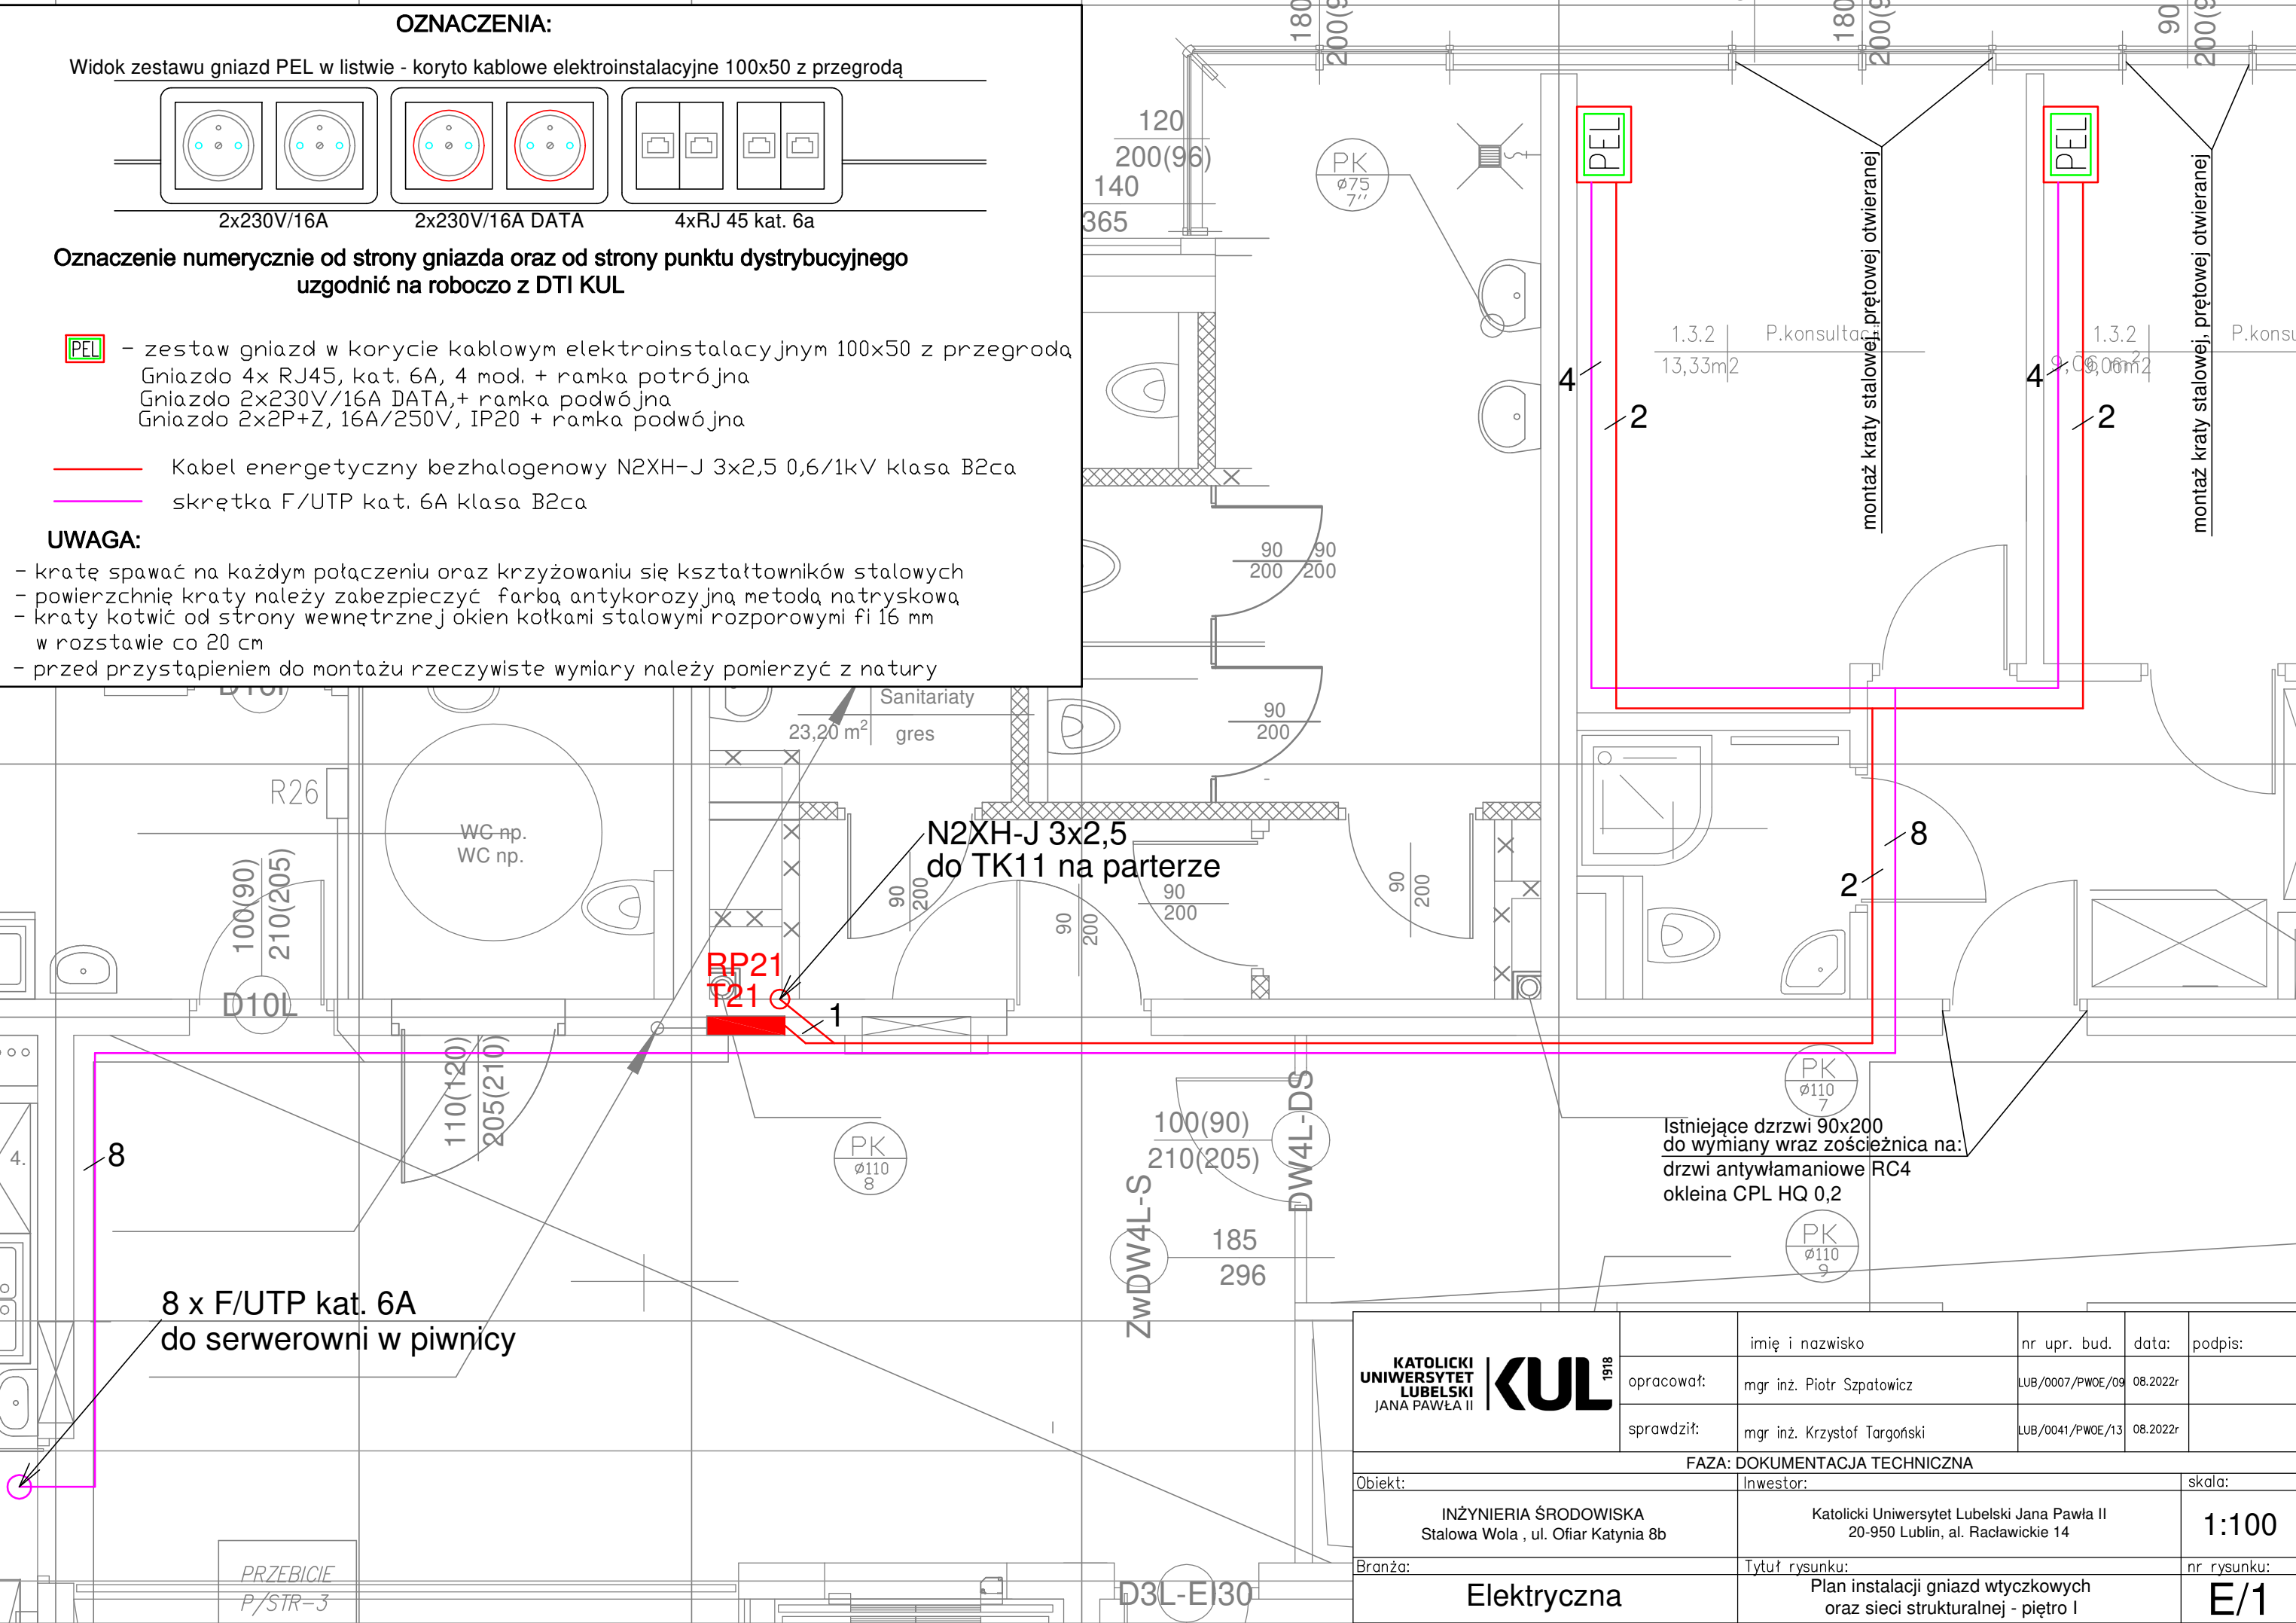 OZNACZENIA:
Widok zestawu gniazd PEL w listwie - koryto kablowe elektroinstalacyjne 100x50 z przegrodą
2x230V/16A
2x230V/16A DATA
4xRJ 45 kat. 6a
Oznaczenie numerycznie od strony gniazda oraz od strony punktu dystrybucyjnego
uzgodnić na roboczo z DTI KUL
PEL
- zestaw gniazd w korycie kablowym elektroinstalacyjnym 100x50 z przegrodą
Gniazdo 4x RJ45, kat. 6A, 4 mod. + ramka potrójna
Gniazdo 2x230V/16A DATA,+ ramka podwójna
Gniazdo 2x2P+Z, 16A/250V, IP20 + ramka podwójna
Kabel energetyczny bezhalogenowy N2XH-J 3x2,5 0,6/1kV klasa B2ca
skrętka F/UTP kat. 6A klasa B2ca
UWAGA:
- kratę spawać na każdym połączeniu oraz krzyżowaniu się kształtowników stalowych
- powierzchnię kraty należy zabezpieczyć farbą antykorozyjną metodą natryskową
- kraty kotwić od strony wewnętrznej okien kołkami stalowymi rozporowymi fi 16 mm
w rozstawie co 20 cm
- przed przystąpieniem do montażu rzeczywiste wymiary należy pomierzyć z natury
180
180
90
120
200(96)
140
365
PK
ø75
7''
PEL
PEL
montaż kraty stalowej, prętowej otwieranej
montaż kraty stalowej, prętowej otwieranej
1.3.2
13,33m2
1.3.2
9,06m2
4
2
4
2
90
200
90
200
90
200
Sanitariaty
23,20 m2
gres
R26
WC np.
WC np.
100(90)
210(205)
D10L
N2XH-J 3x2,5
do TK11 na parterze
90
200
90
200
90
200
90
200
RP21
T21
1
8
2
110(120)
205(210)
4.
8
PK
ø110
8
100(90)
210(205)
DW4L-DS
ZwDW4L-S
185
296
PK
ø110
7
Istniejące dzrzwi 90x200
do wymiany wraz zościeżnica na:
drzwi antywłamaniowe RC4
okleina CPL HQ 0,2
PK
ø110
9
8 x F/UTP kat. 6A
do serwerowni w piwnicy
PRZEBICIE
P/STR-3
D3L-EI30
KATOLICKI
UNIWERSYTET
LUBELSKI
JANA PAWŁA II
KUL
1918
imię i nazwisko
nr upr. bud.
data:
podpis:
opracował:
mgr inż. Piotr Szpatowicz
LUB/0007/PWOE/09
08.2022r
sprawdził:
mgr inż. Krzystof Targoński
LUB/0041/PWOE/13
08.2022r
FAZA: DOKUMENTACJA TECHNICZNA
Obiekt:
INŻYNIERIA ŚRODOWISKA
Stalowa Wola , ul. Ofiar Katynia 8b
Inwestor:
Katolicki Uniwersytet Lubelski Jana Pawła II
20-950 Lublin, al. Racławickie 14
skala:
1:100
Branża:
Elektryczna
Tytuł rysunku:
Plan instalacji gniazd wtyczkowych
oraz sieci strukturalnej - piętro I
nr rysunku:
E/1